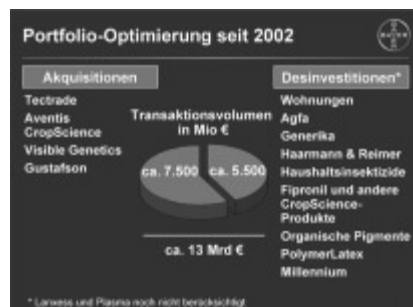 Portfolio-Optimierung seit 2002
Akquisitionen
Tectrade
Aventis
CropScience
Visible Genetics
Gustafson
Transaktionsvolumen
in Mio €
ca. 7.500
ca. 5.500
ca. 13 Mrd €
Desinvestitionen*
Wohnungen
Agfa
Generika
Haarmann & Reimer
Haushaltsinsektizide
Fipronil und andere
CropScience-
Produkte
Organische Pigmente
PolymerLatex
Millennium
* Lanxess und Plasma noch nicht berücksichtigt